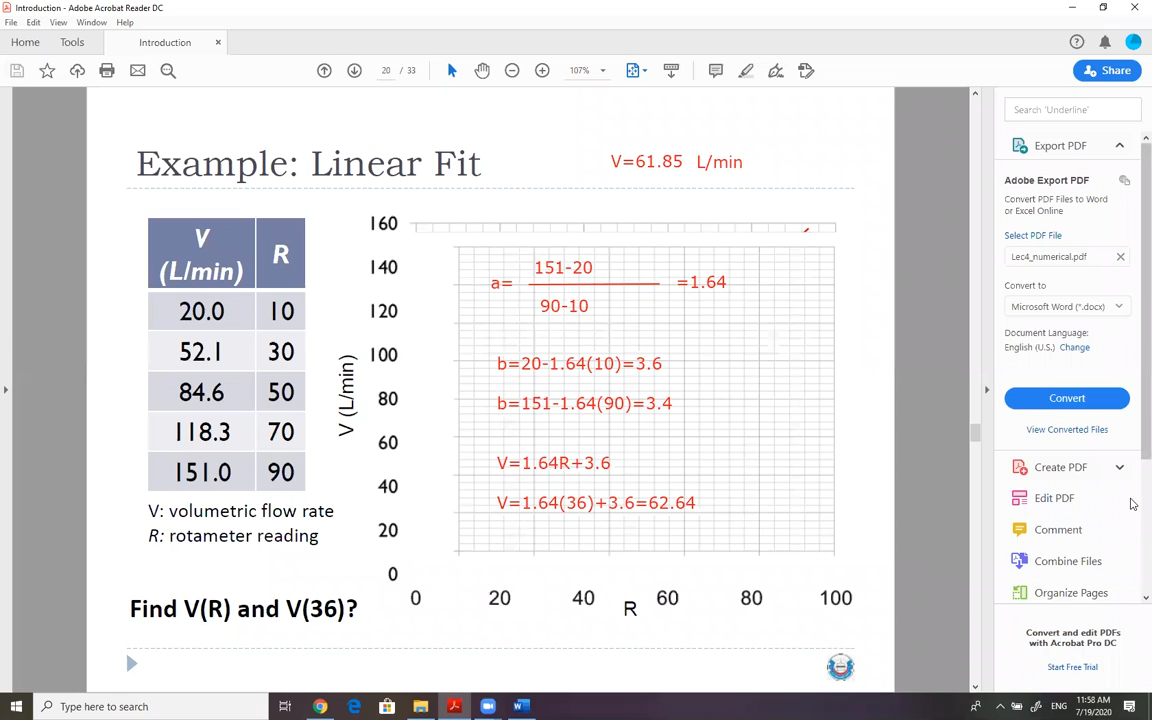 Introduction - Adobe Acrobat Reader DC
File Edit View Window Help
Home Tools Introduction ×
20 / 33 107% Share
Example: Linear Fit
V=61.85 L/min
V (L/min) R
20.0 10
52.1 30
84.6 50
118.3 70
151.0 90
V: volumetric flow rate
R: rotameter reading
Find V(R) and V(36)?
V (L/min)
160
140
120
100
80
60
40
20
0
0 20 40 60 80 100
R
a= 151-20 =1.64
90-10
b=20-1.64(10)=3.6
b=151-1.64(90)=3.4
V=1.64R+3.6
V=1.64(36)+3.6=62.64
Search 'Underline'
Export PDF
Adobe Export PDF
Convert PDF Files to Word
or Excel Online
Select PDF File
Lec4_numerical.pdf
Convert to
Microsoft Word (*.docx)
Document Language:
English (U.S.) Change
Convert
View Converted Files
Create PDF
Edit PDF
Comment
Combine Files
Organize Pages
Convert and edit PDFs
with Acrobat Pro DC
Start Free Trial
Type here to search
ENG
11:58 AM
7/19/2020